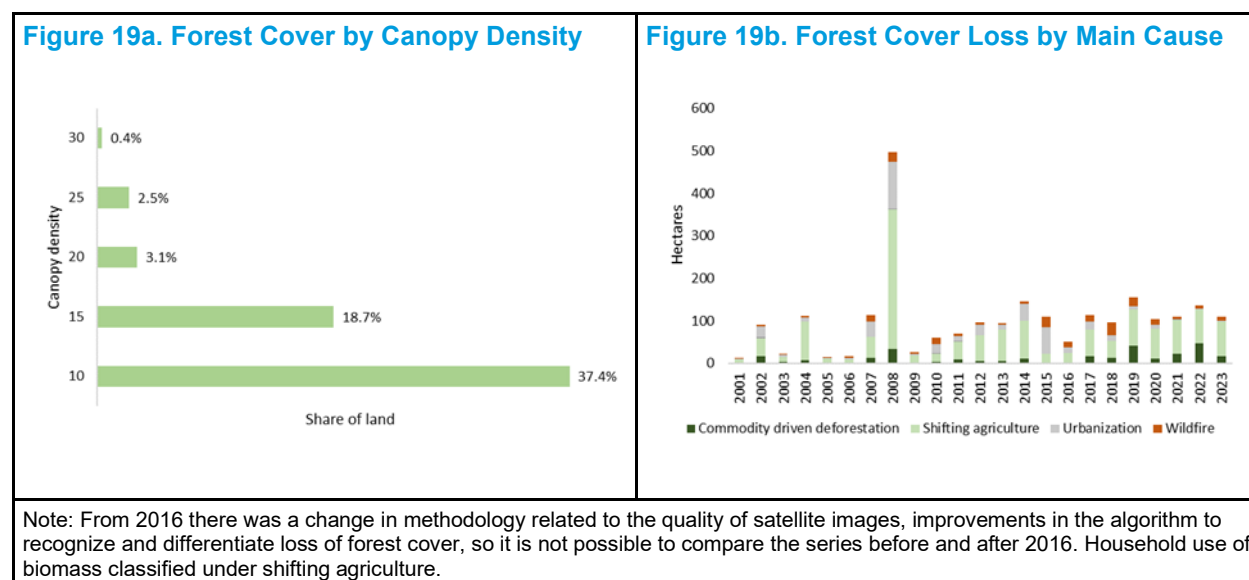 Figure 19a. Forest Cover by Canopy Density
30
0.4%
25
2.5%
20
3.1%
15
18.7%
10
37.4%
Canopy density
Share of land
Figure 19b. Forest Cover Loss by Main Cause
600
500
400
300
200
100
0
Hectares
2001 2002 2003 2004 2005 2006 2007 2008 2009 2010 2011 2012 2013 2014 2015 2016 2017 2018 2019 2020 2021 2022 2023
Commodity driven deforestation Shifting agriculture Urbanization Wildfire
Note: From 2016 there was a change in methodology related to the quality of satellite images, improvements in the algorithm to
recognize and differentiate loss of forest cover, so it is not possible to compare the series before and after 2016. Household use of
biomass classified under shifting agriculture.